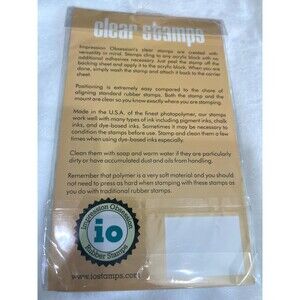 clear stamps
Impression Obsession's clear stamps are created with
versatility in mind. Stamps cling to any acrylic block with no
additional adhesives necessary. Just peel the stamp off the
backing sheet and apply it to the acrylic block. When you are
done, simply wash the stamp and attach it back to the carrier
sheet.
Positioning is extremely easy compared to the chore of
aligning standard rubber stamps. Both the stamp and the
mount are clear so you know exactly where you are stamping.
Made in the U.S.A. of the finest photopolymer, our stamps
work well with many types of ink including pigment inks, chalk
inks, and dye-based inks. Sometimes it may be necessary to
condition the stamps before use. Stamp and clean them a few
times when using dye-based inks especially.
Clean them with soap and warm water if they are particularly
dirty or have accumulated dust and oils from handling.
Remember that polymer is a very soft material and you should
not need to press as hard when stamping with these stamps as
you do with traditional rubber stamps.
Impression Obsession
io
Rubber Stamps
www.iostamps.com